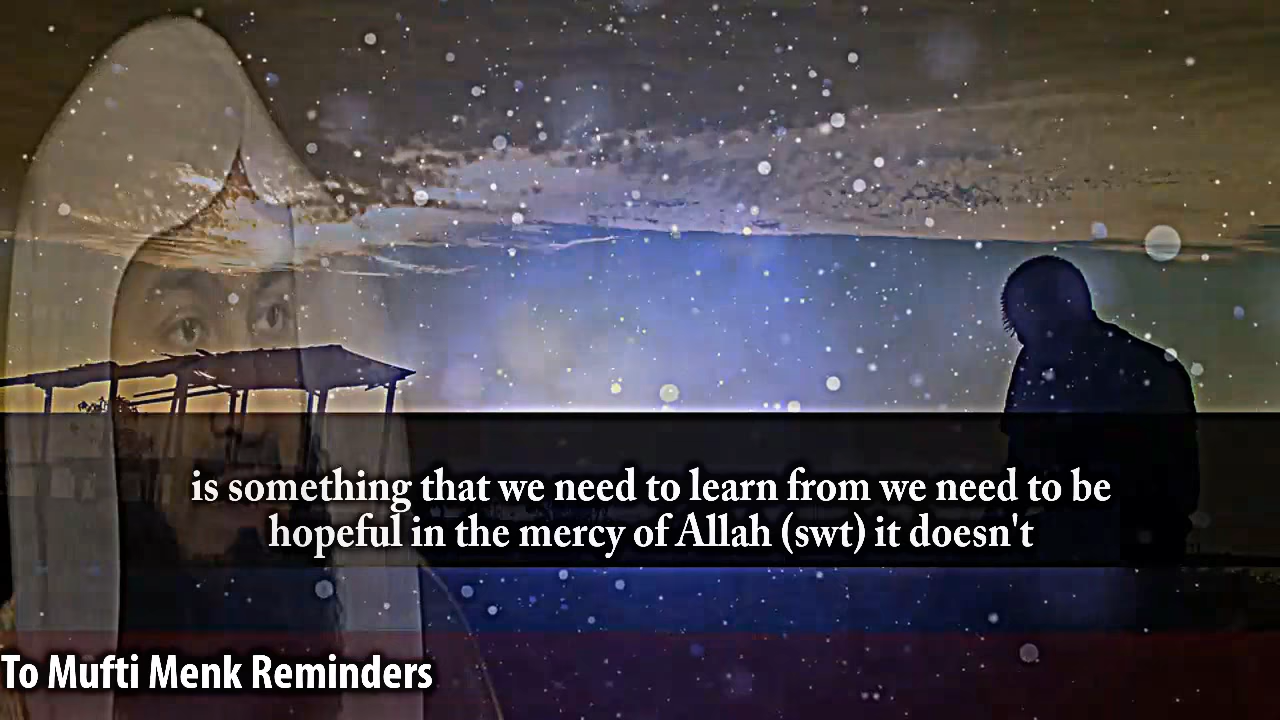 is something that we need to learn from we need to be
hopeful in the mercy of Allah (swt) it doesn't
To Mufti Menk Reminders